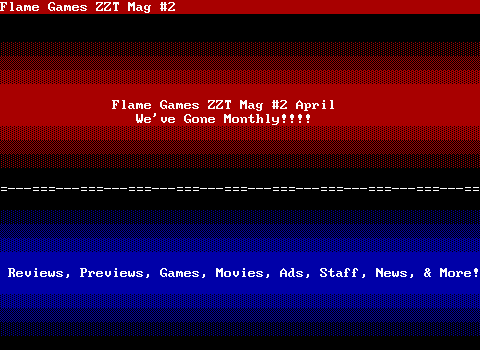 Flame Games ZZT Mag #2
Flame Games ZZT Mag #2 April
We've Gone Monthly!!!!
=---===---===---===---===---===---===---===---===---===---==
Reviews, Previews, Games, Movies, Ads, Staff, News, & More!